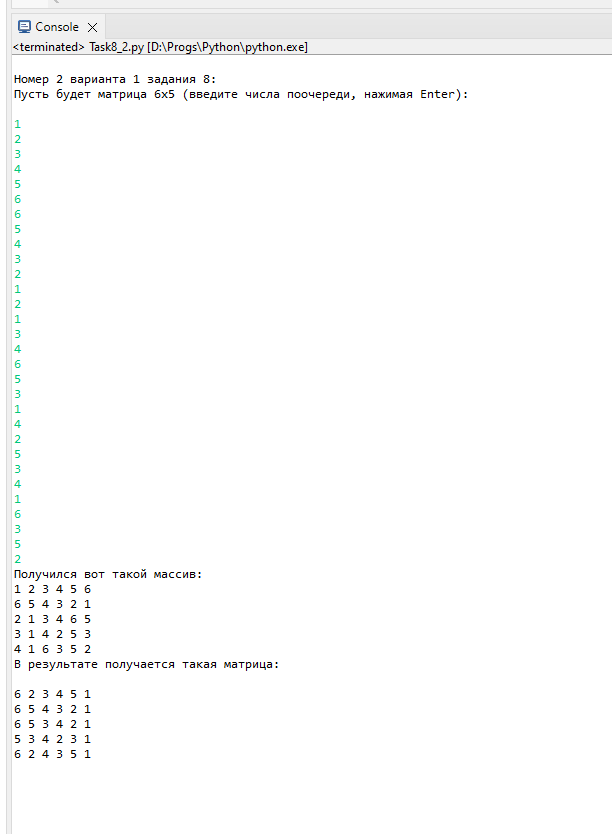 Console
<terminated> Task8_2.py [D:\Progs\Python\python.exe]
Номер 2 варианта 1 задания 8:
Пусть будет матрица 6x5 (введите числа поочереди, нажимая Enter):
1
2
3
4
5
6
6
5
4
3
2
1
2
1
3
4
6
5
3
1
4
2
5
3
4
1
6
3
5
2
Получился вот такой массив:
1 2 3 4 5 6
6 5 4 3 2 1
2 1 3 4 6 5
3 1 4 2 5 3
4 1 6 3 5 2
В результате получается такая матрица:
6 2 3 4 5 1
6 5 4 3 2 1
6 5 3 4 2 1
5 3 4 2 3 1
6 2 4 3 5 1